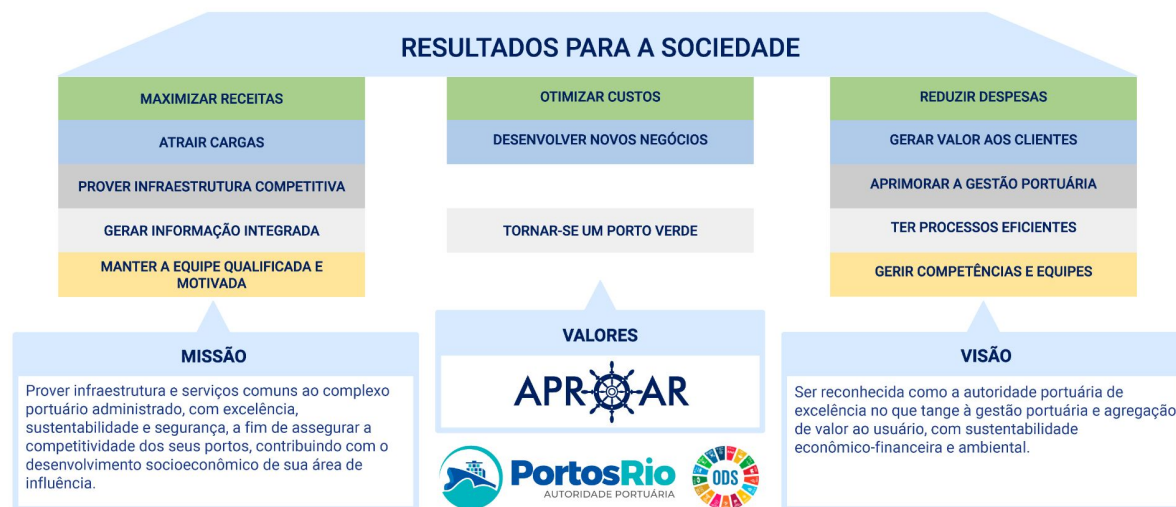 RESULTADOS PARA A SOCIEDADE
MAXIMIZAR RECEITAS
OTIMIZAR CUSTOS
REDUZIR DESPESAS
ATRAIR CARGAS
DESENVOLVER NOVOS NEGÓCIOS
GERAR VALOR AOS CLIENTES
PROVER INFRAESTRUTURA COMPETITIVA
APRIMORAR A GESTÃO PORTUÁRIA
GERAR INFORMAÇÃO INTEGRADA
TORNAR-SE UM PORTO VERDE
TER PROCESSOS EFICIENTES
MANTER A EQUIPE QUALIFICADA E
MOTIVADA
GERIR COMPETÊNCIAS E EQUIPES
MISSÃO
Prover infraestrutura e serviços comuns ao complexo
portuário administrado, com excelência,
sustentabilidade e segurança, a fim de assegurar a
competitividade dos seus portos, contribuindo com o
desenvolvimento socioeconômico de sua área de
influência.
VALORES
APROAR
PortosRio
AUTORIDADE PORTUÁRIA
ODS
VISÃO
Ser reconhecida como a autoridade portuária de
excelência no que tange à gestão portuária e agregação
de valor ao usuário, com sustentabilidade
econômico-financeira e ambiental.